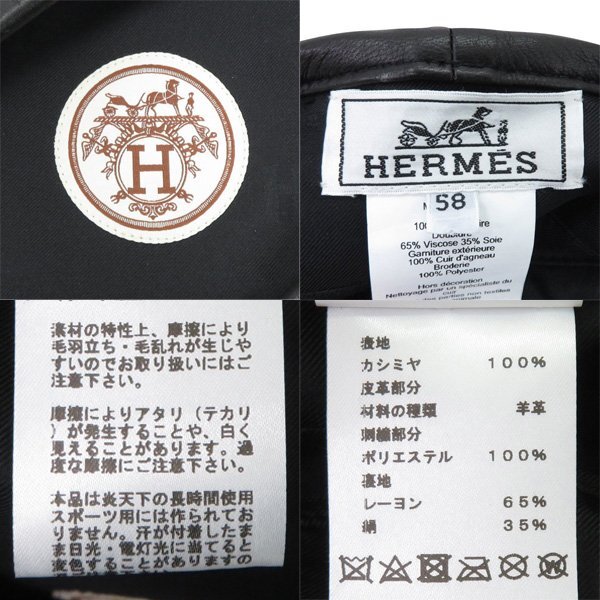 H
HERMÈS
58
65% Viscose 35% Soie
Garniture extérieure
100% Cuir d'agneau
Broderie
100% Polyester
Hors décoration
Nettoyage par un spécialiste du
cuir
素材の特性上、摩擦により
毛羽立ち・毛乱れが生じや
すいのでお取り扱いにはご
注意下さい。
摩擦によりアタリ（テカリ
）が発生することや、白く
見えることがあります。過
度な摩擦にご注意下さい。
本品は炎天下の長時間使用
スポーツ用には作られてお
りません。汗が付着したま
ま日光・電灯光に当てると
変色することがありますの
表地
カシミヤ 100%
皮革部分
材料の種類 羊革
刺繍部分
ポリエステル 100%
裏地
レーヨン 65%
絹 35%